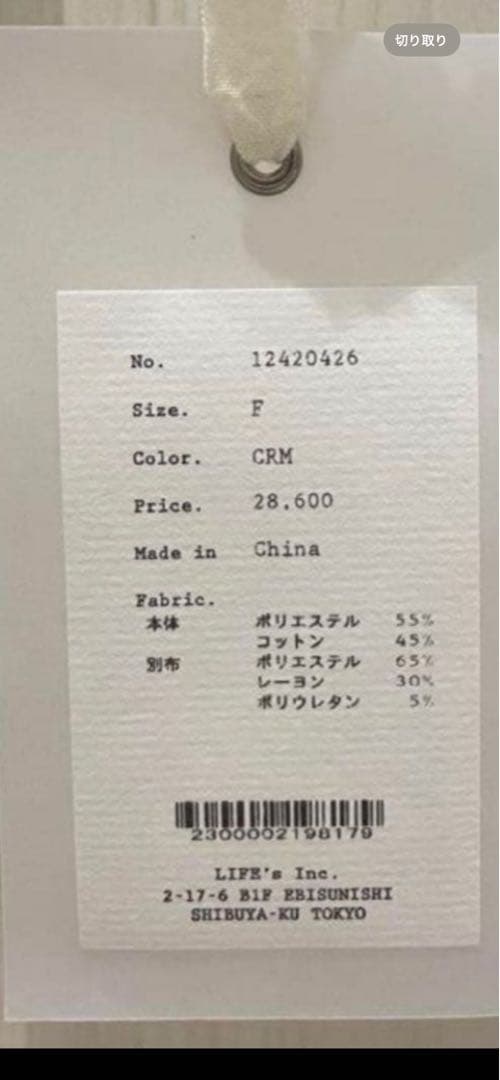 切り取り
No. 12420426
Size. F
Color. CRM
Price. 28,600
Made in China
Fabric.
本体 ポリエステル 55%
コットン 45%
別布 ポリエステル 65%
レーヨン 30%
ポリウレタン 5%
2300002198179
LIFE's Inc.
2-17-6 B1F EBISUNISHI
SHIBUYA-KU TOKYO